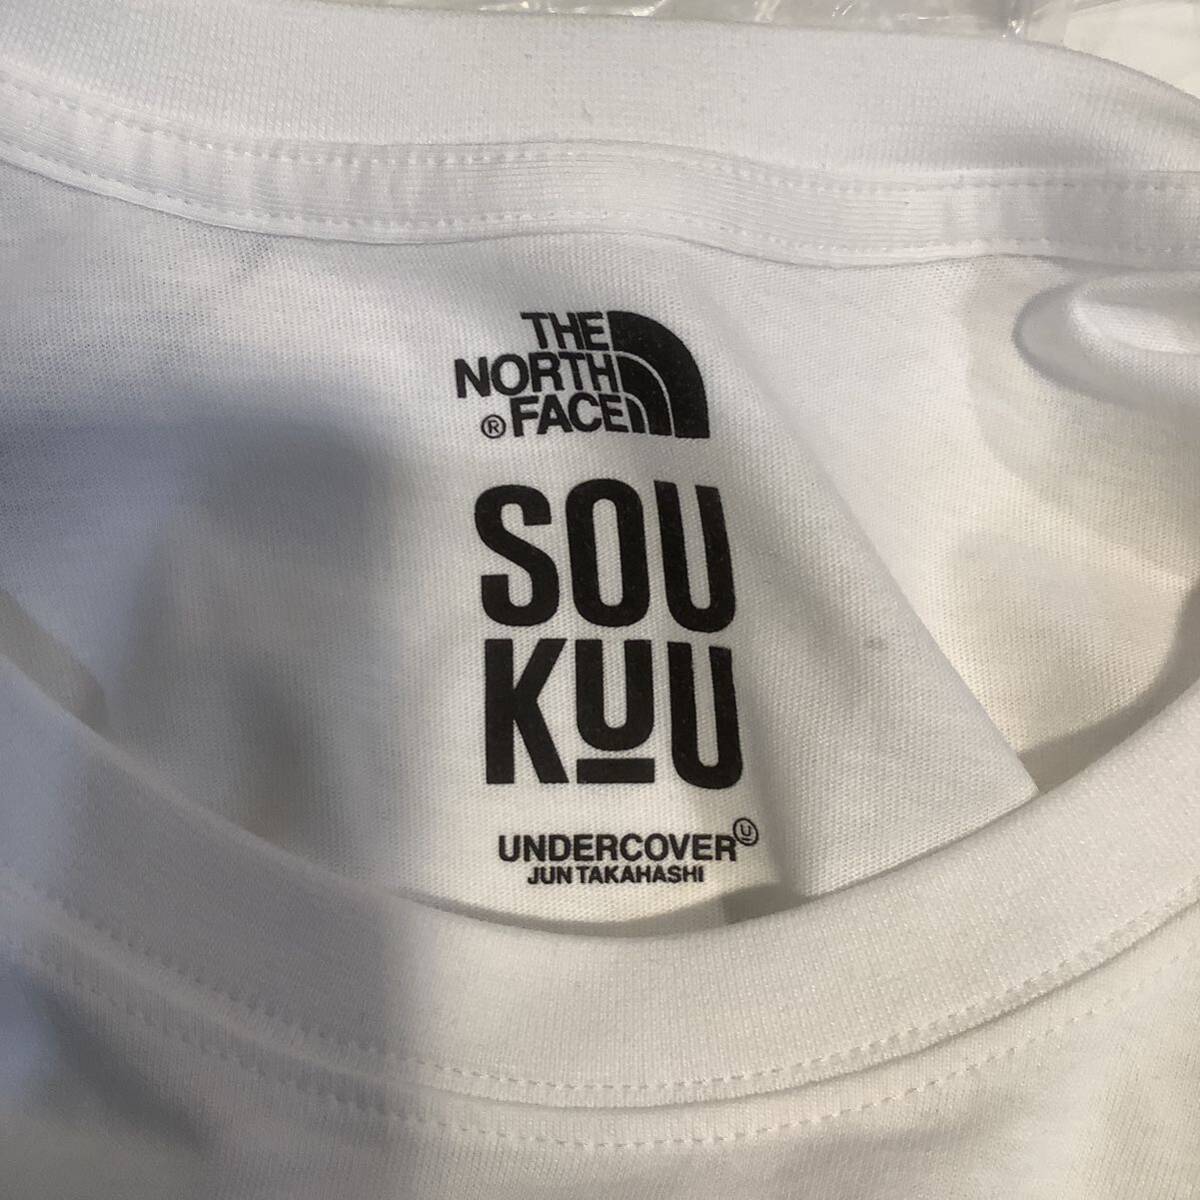 THE
NORTH
® FACE
SOU
KUU
UNDERCOVER Ⓤ
JUN TAKAHASHI